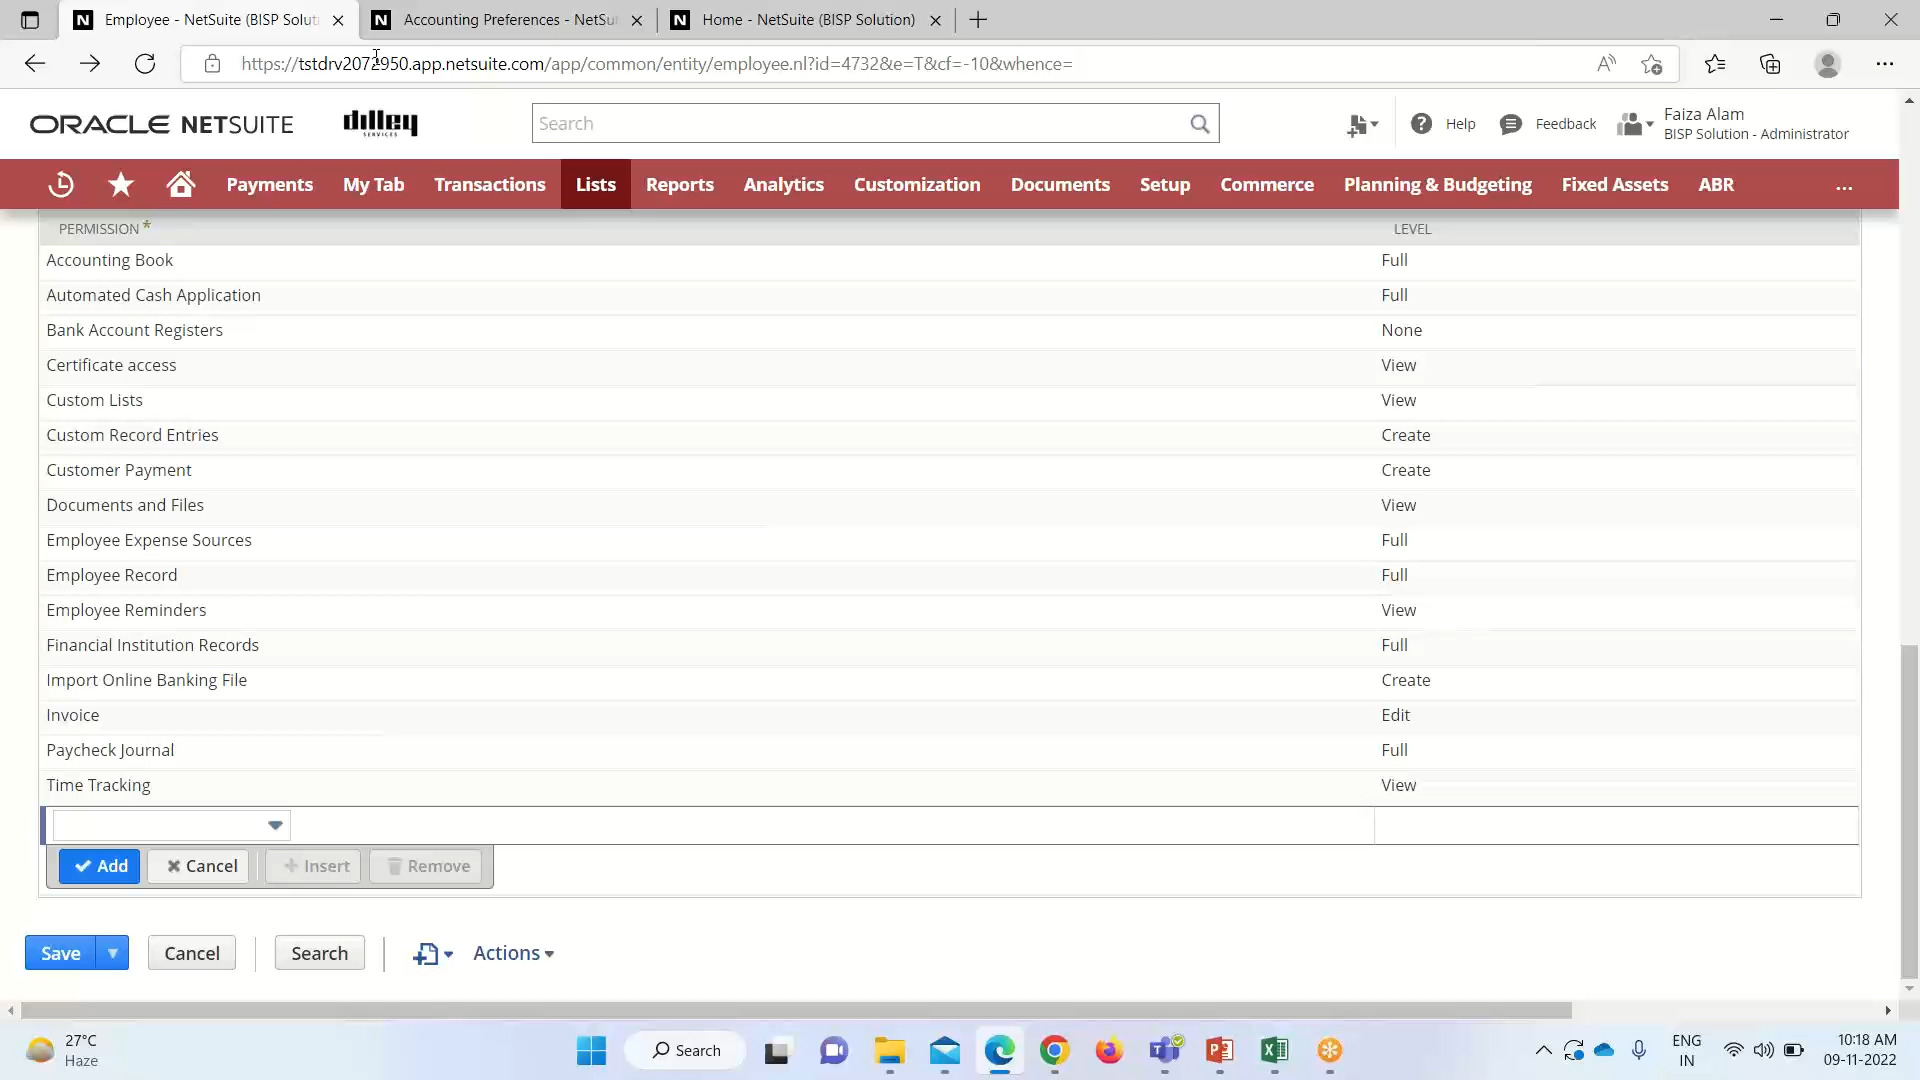 Employee - NetSuite (BISP Soluti
Accounting Preferences - NetSu
Home - NetSuite (BISP Solution)
https://tstdrv2072950.app.netsuite.com/app/common/entity/employee.nl?id=4732&e=T&cf=-10&whence=
ORACLE NETSUITE
dilley
SERVICES
Search
Help
Feedback
Faiza Alam
BISP Solution - Administrator
Payments My Tab Transactions Lists Reports Analytics Customization Documents Setup Commerce Planning & Budgeting Fixed Assets ABR ...
PERMISSION * LEVEL
Accounting Book Full
Automated Cash Application Full
Bank Account Registers None
Certificate access View
Custom Lists View
Custom Record Entries Create
Customer Payment Create
Documents and Files View
Employee Expense Sources Full
Employee Record Full
Employee Reminders View
Financial Institution Records Full
Import Online Banking File Create
Invoice Edit
Paycheck Journal Full
Time Tracking View
Add Cancel Insert Remove
Save Cancel Search Actions
27°C
Haze
Search
ENG
IN
10:18 AM
09-11-2022